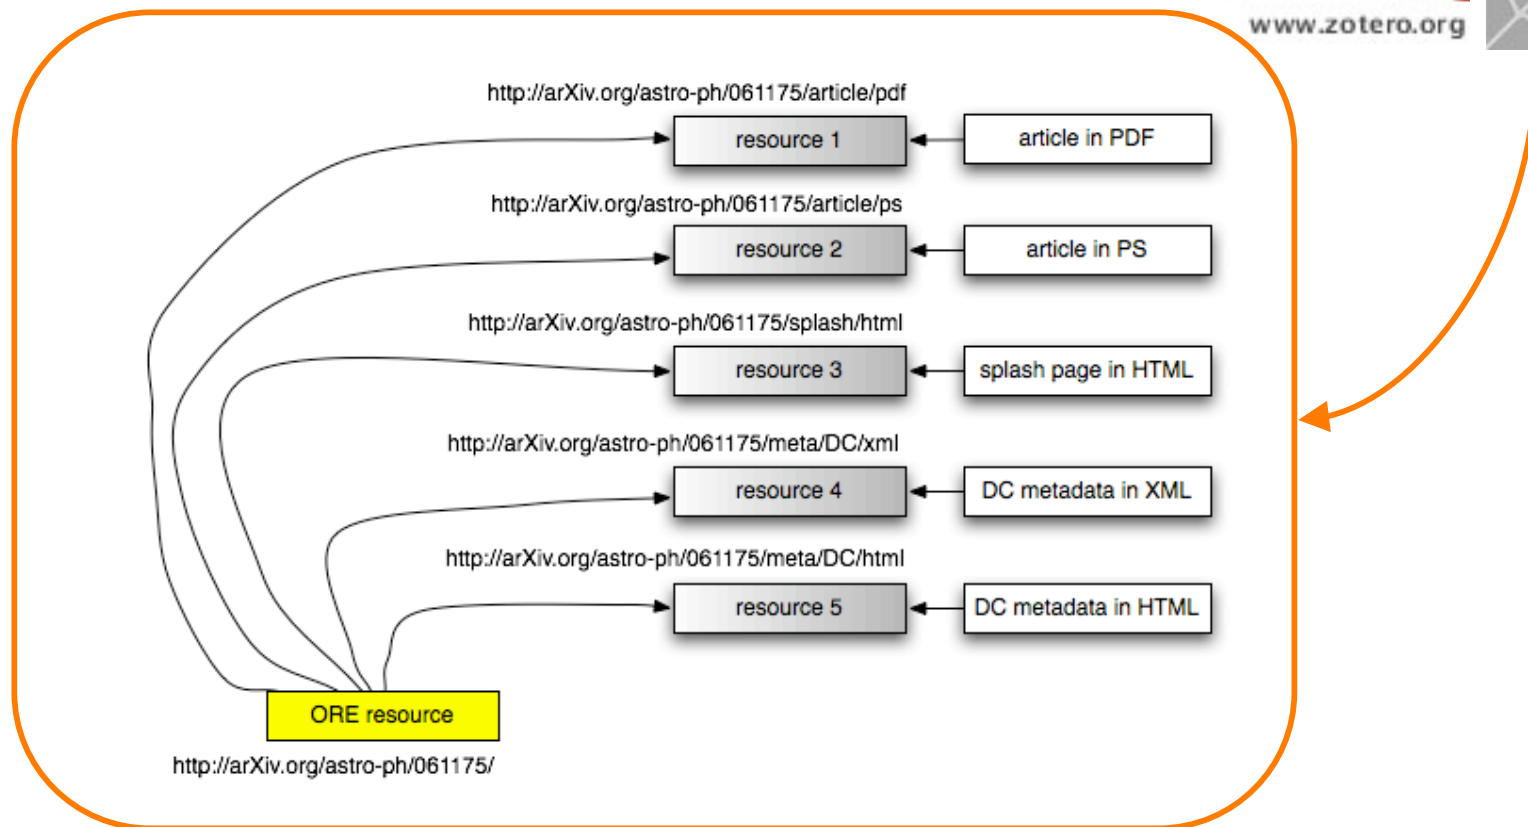 www.zotero.org
http://arXiv.org/astro-ph/061175/article/pdf
resource 1
article in PDF
http://arXiv.org/astro-ph/061175/article/ps
resource 2
article in PS
http://arXiv.org/astro-ph/061175/splash/html
resource 3
splash page in HTML
http://arXiv.org/astro-ph/061175/meta/DC/xml
resource 4
DC metadata in XML
http://arXiv.org/astro-ph/061175/meta/DC/html
resource 5
DC metadata in HTML
ORE resource
http://arXiv.org/astro-ph/061175/